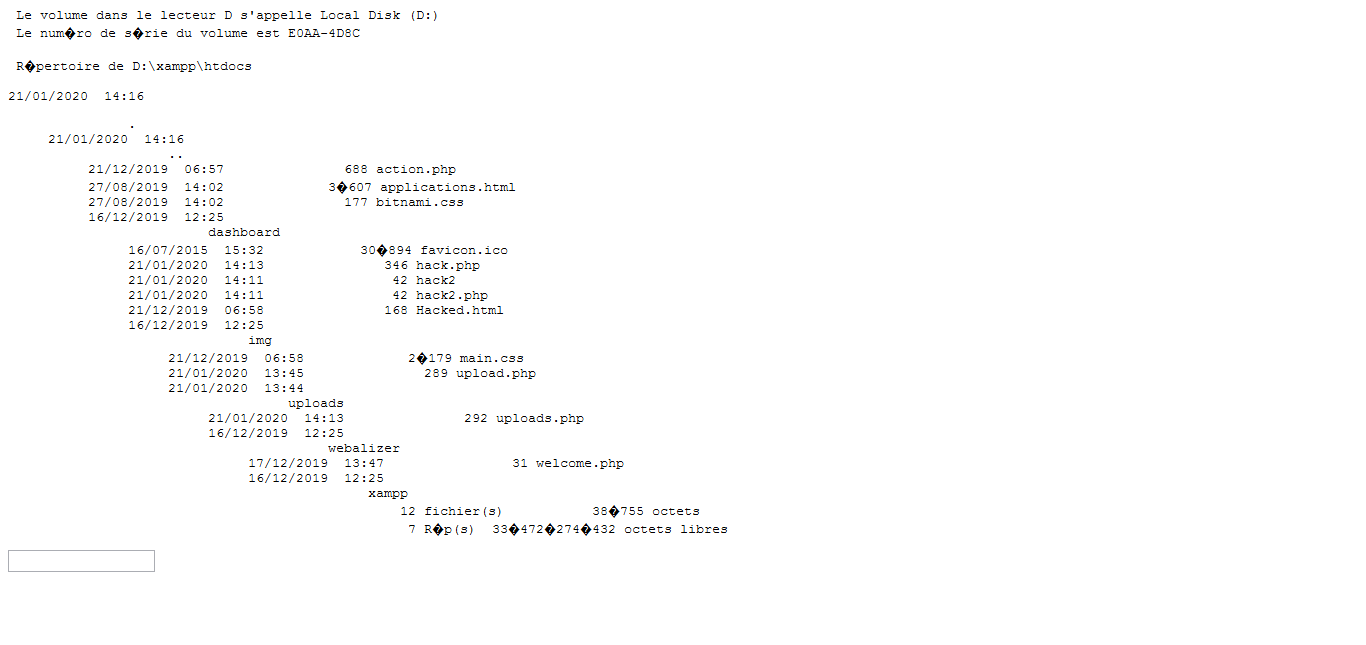 Le volume dans le lecteur D s'appelle Local Disk (D:)
Le num�ro de s�rie du volume est E0AA-4D8C
R�pertoire de D:\xampp\htdocs
21/01/2020  14:16
.
21/01/2020  14:16
..
21/12/2019  06:57               688 action.php
27/08/2019  14:02             3�607 applications.html
27/08/2019  14:02               177 bitnami.css
16/12/2019  12:25
dashboard
16/07/2015  15:32            30�894 favicon.ico
21/01/2020  14:13               346 hack.php
21/01/2020  14:11                42 hack2
21/01/2020  14:11                42 hack2.php
21/12/2019  06:58               168 Hacked.html
16/12/2019  12:25
img
21/12/2019  06:58             2�179 main.css
21/01/2020  13:45               289 upload.php
21/01/2020  13:44
uploads
21/01/2020  14:13               292 uploads.php
16/12/2019  12:25
webalizer
17/12/2019  13:47                31 welcome.php
16/12/2019  12:25
xampp
12 fichier(s)           38�755 octets
7 R�p(s)  33�472�274�432 octets libres